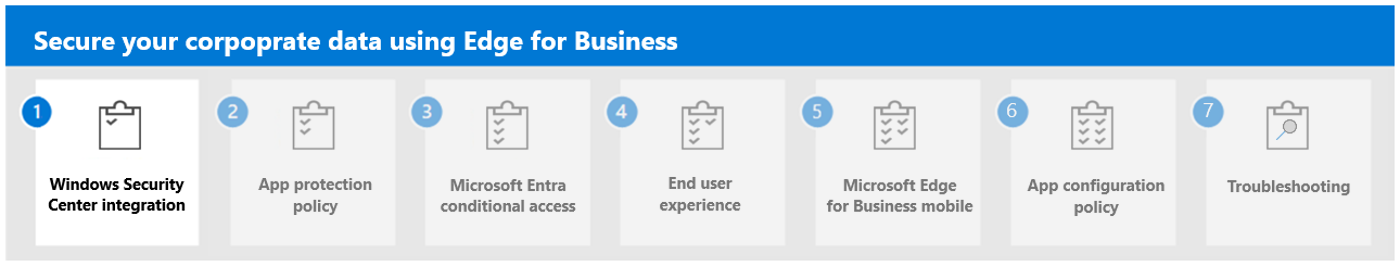 Secure your corpoprate data using Edge for Business
1
Windows Security
Center integration
2
App protection
policy
3
Microsoft Entra
conditional access
4
End user
experience
5
Microsoft Edge
for Business mobile
6
App configuration
policy
7
Troubleshooting